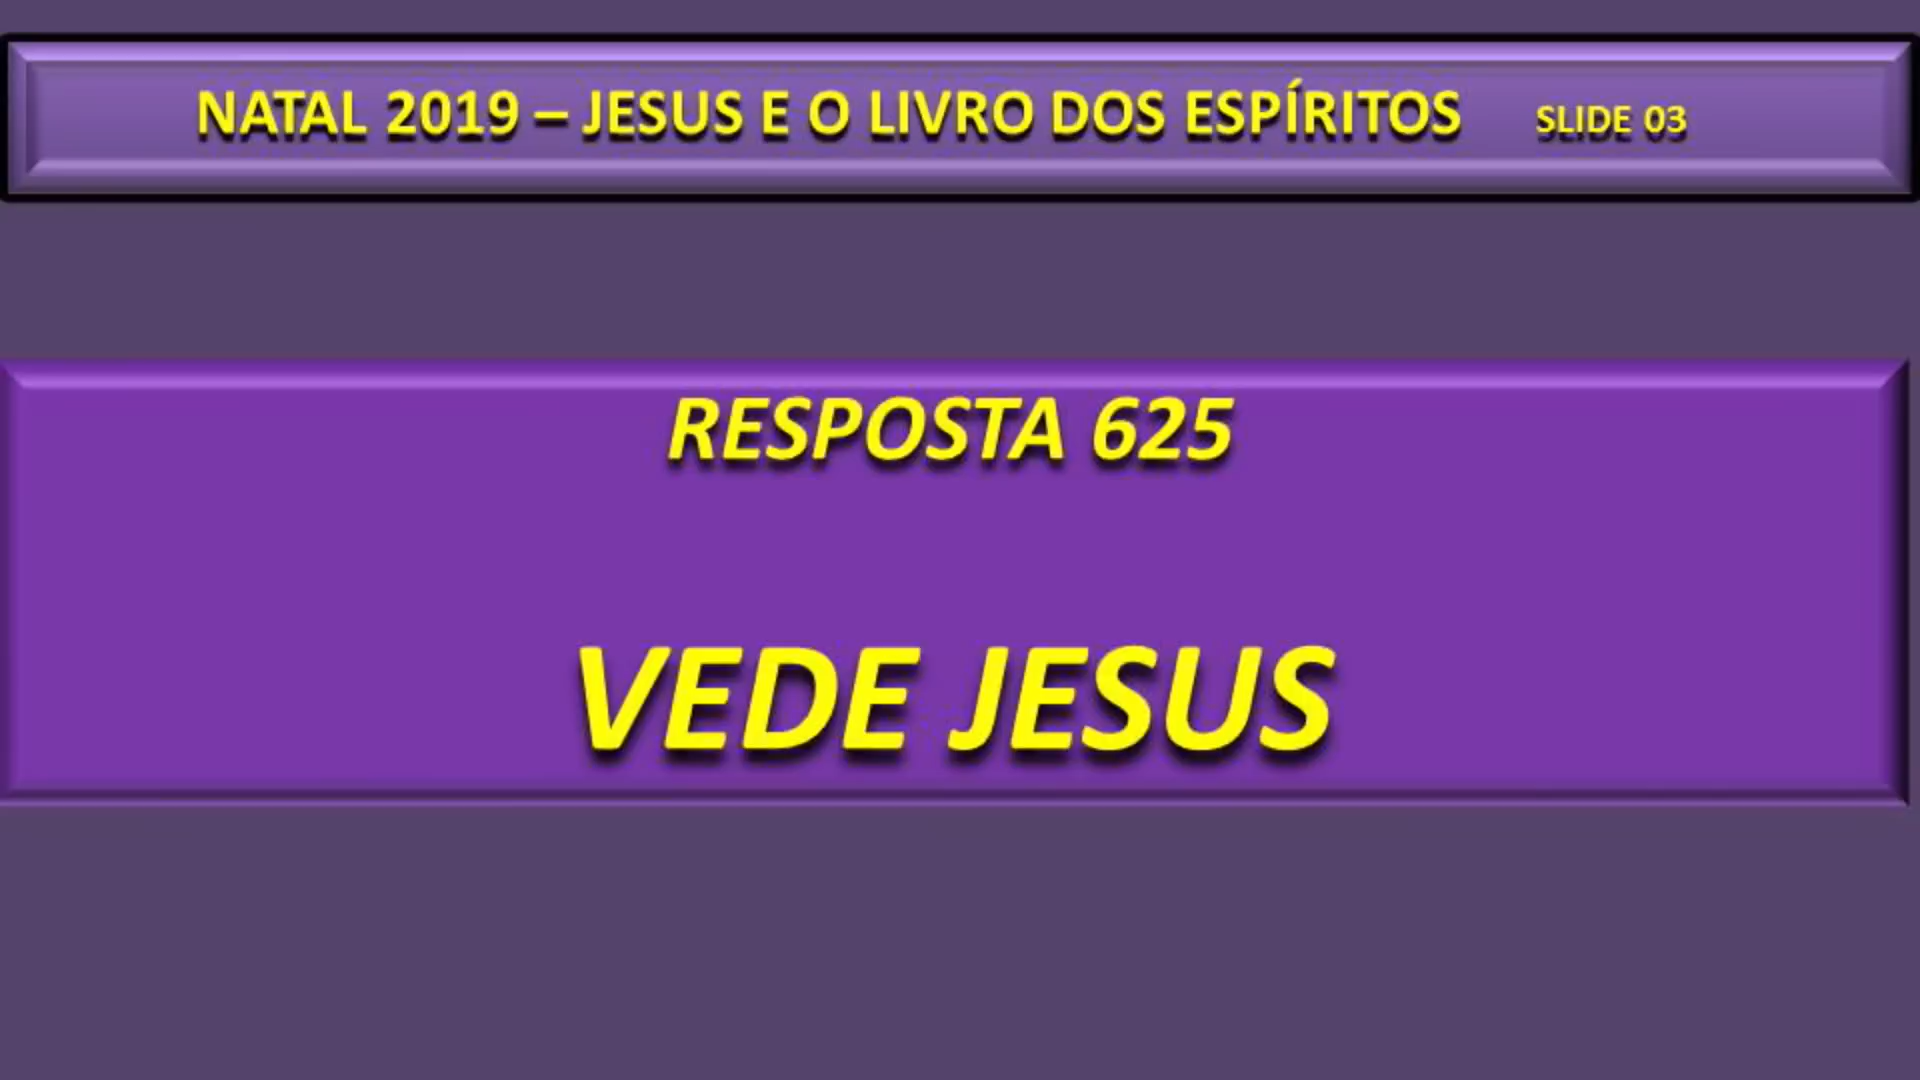 NATAL 2019 – JESUS E O LIVRO DOS ESPÍRITOS SLIDE 03
RESPOSTA 625
VEDE JESUS